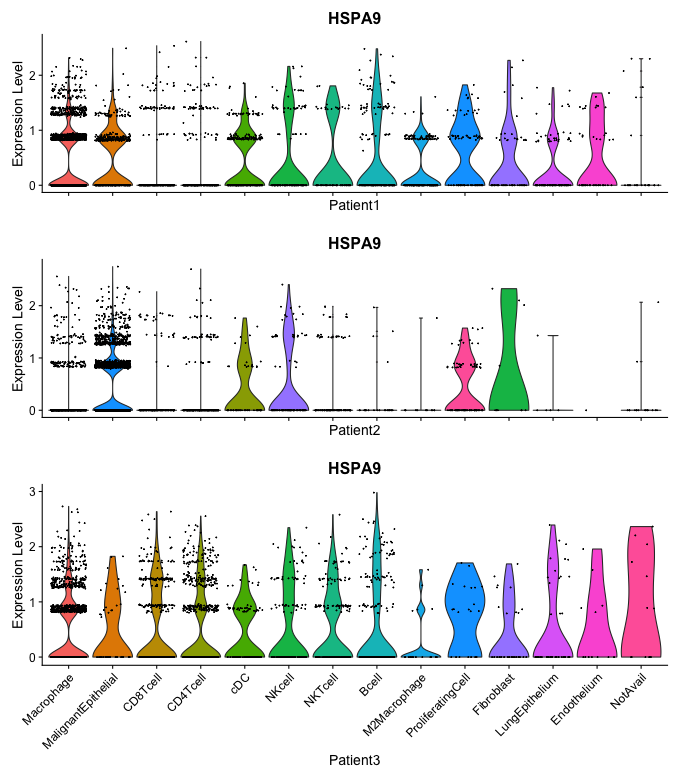 HSPA9
Expression Level
2
1
0
Patient1
HSPA9
Expression Level
2
1
0
Patient2
HSPA9
Expression Level
3
2
1
0
Macrophage
MalignantEpithelial
CD8Tcell
CD4Tcell
cDC
NKcell
NKTcell
Bcell
M2Macrophage
ProliferatingCell
Fibroblast
LungEpithelium
Endothelium
NotAvail
Patient3